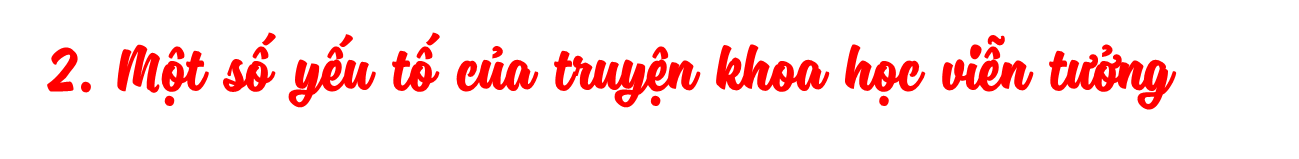 2. Một số yếu tố của truyện khoa học viễn tưởng